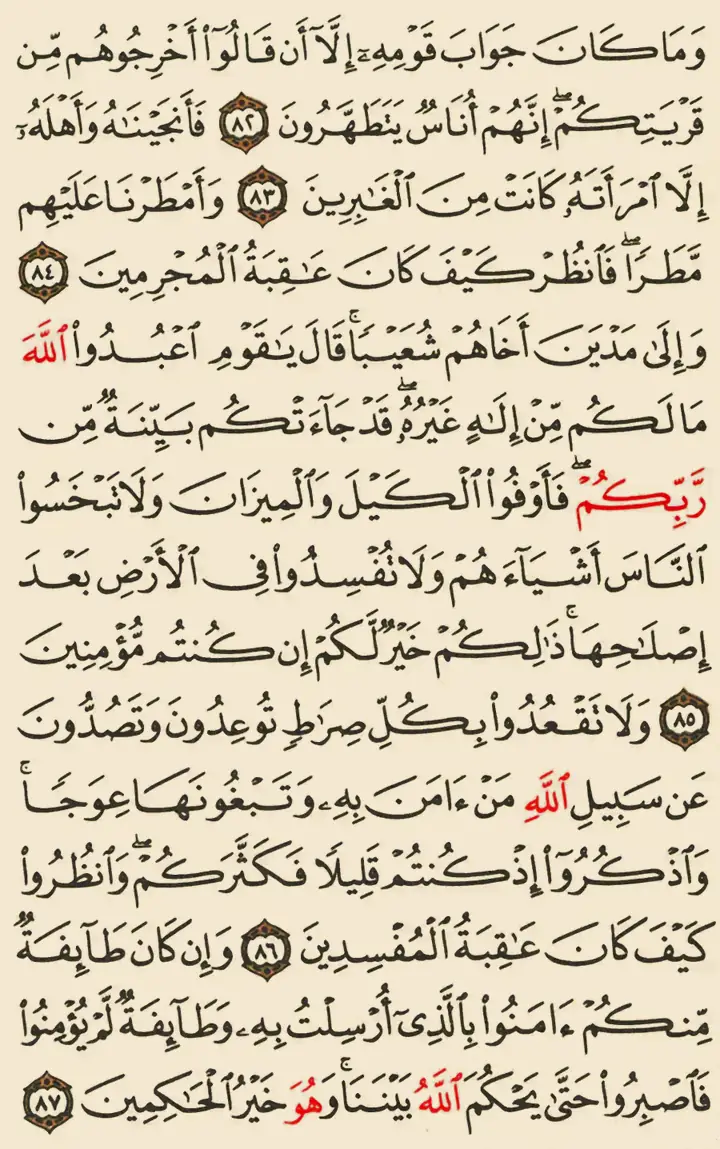 وَمَا كَانَ جَوَابَ قَوْمِهِۦٓ إِلَّآ أَن قَالُوٓا۟ أَخْرِجُوهُم مِّن
قَرْيَتِكُمْ ۖ إِنَّهُمْ أُنَاسٌ يَتَطَهَّرُونَ ٨٢ فَأَنجَيْنَـٰهُ وَأَهْلَهُۥٓ
إِلَّا ٱمْرَأَتَهُۥ كَانَتْ مِنَ ٱلْغَـٰبِرِينَ ٨٣ وَأَمْطَرْنَا عَلَيْهِم
مَّطَرًا ۖ فَٱنظُرْ كَيْفَ كَانَ عَـٰقِبَةُ ٱلْمُجْرِمِينَ ٨٤
وَإِلَىٰ مَدْيَنَ أَخَاهُمْ شُعَيْبًا ۗ قَالَ يَـٰقَوْمِ ٱعْبُدُوا۟ ٱللَّهَ
مَا لَكُم مِّنْ إِلَـٰهٍ غَيْرُهُۥ ۖ قَدْ جَآءَتْكُم بَيِّنَةٌ مِّن
رَّبِّكُمْ ۖ فَأَوْفُوا۟ ٱلْكَيْلَ وَٱلْمِيزَانَ وَلَا تَبْخَسُوا۟
ٱلنَّاسَ أَشْيَآءَهُمْ وَلَا تُفْسِدُوا۟ فِى ٱلْأَرْضِ بَعْدَ
إِصْلَـٰحِهَا ۚ ذَٰلِكُمْ خَيْرٌ لَّكُمْ إِن كُنتُم مُّؤْمِنِينَ
٨٥ وَلَا تَقْعُدُوا۟ بِكُلِّ صِرَٰطٍ تُوعِدُونَ وَتَصُدُّونَ
عَن سَبِيلِ ٱللَّهِ مَنْ ءَامَنَ بِهِۦ وَتَبْغُونَهَا عِوَجًا ۚ
وَٱذْكُرُوٓا۟ إِذْ كُنتُمْ قَلِيلًا فَكَثَّرَكُمْ ۖ وَٱنظُرُوا۟
كَيْفَ كَانَ عَـٰقِبَةُ ٱلْمُفْسِدِينَ ٨٦ وَإِن كَانَ طَآئِفَةٌ
مِّنكُمْ ءَامَنُوا۟ بِٱلَّذِىٓ أُرْسِلْتُ بِهِۦ وَطَآئِفَةٌ لَّمْ يُؤْمِنُوا۟
فَٱصْبِرُوا۟ حَتَّىٰ يَحْكُمَ ٱللَّهُ بَيْنَنَا ۚ وَهُوَ خَيْرُ ٱلْحَـٰكِمِينَ ٨٧